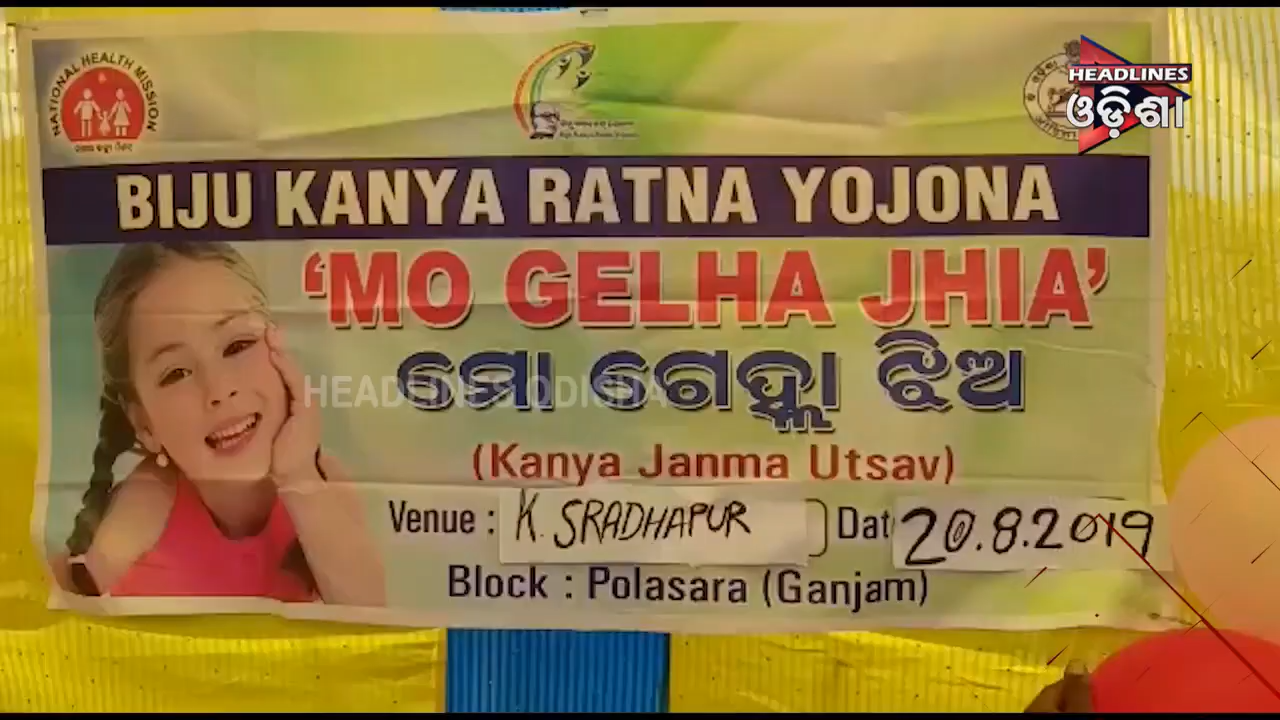 NATIONAL HEALTH MISSION
HEADLINES
ଓଡ଼ିଶା
BIJU KANYA RATNA YOJONA
'MO GELHA JHIA'
ମୋ ଗେହ୍ଲା ଝିଅ
HEADLINES ODISHA
(Kanya Janma Utsav)
Venue : K. SRADHAPUR Dat 20.8.2019
Block : Polasara (Ganjam)